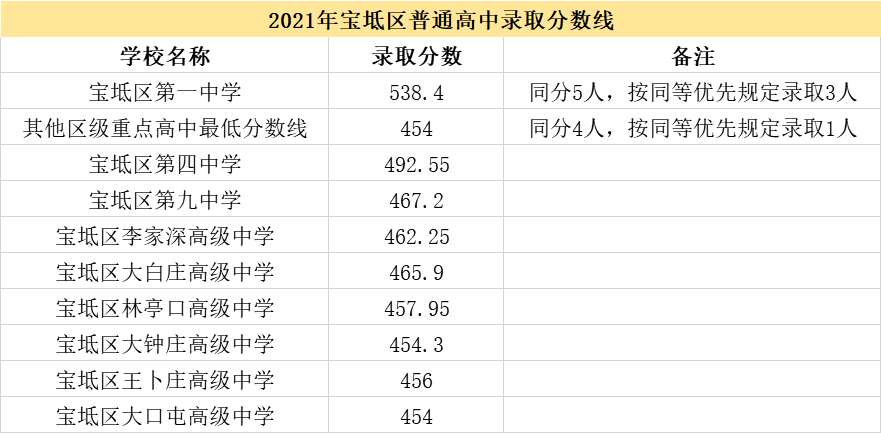 2021年宝坻区普通高中录取分数线
学校名称 录取分数 备注
宝坻区第一中学 538.4 同分5人，按同等优先规定录取3人
其他区级重点高中最低分数线 454 同分4人，按同等优先规定录取1人
宝坻区第四中学 492.55
宝坻区第九中学 467.2
宝坻区李家深高级中学 462.25
宝坻区大白庄高级中学 465.9
宝坻区林亭口高级中学 457.95
宝坻区大钟庄高级中学 454.3
宝坻区王卜庄高级中学 456
宝坻区大口屯高级中学 454